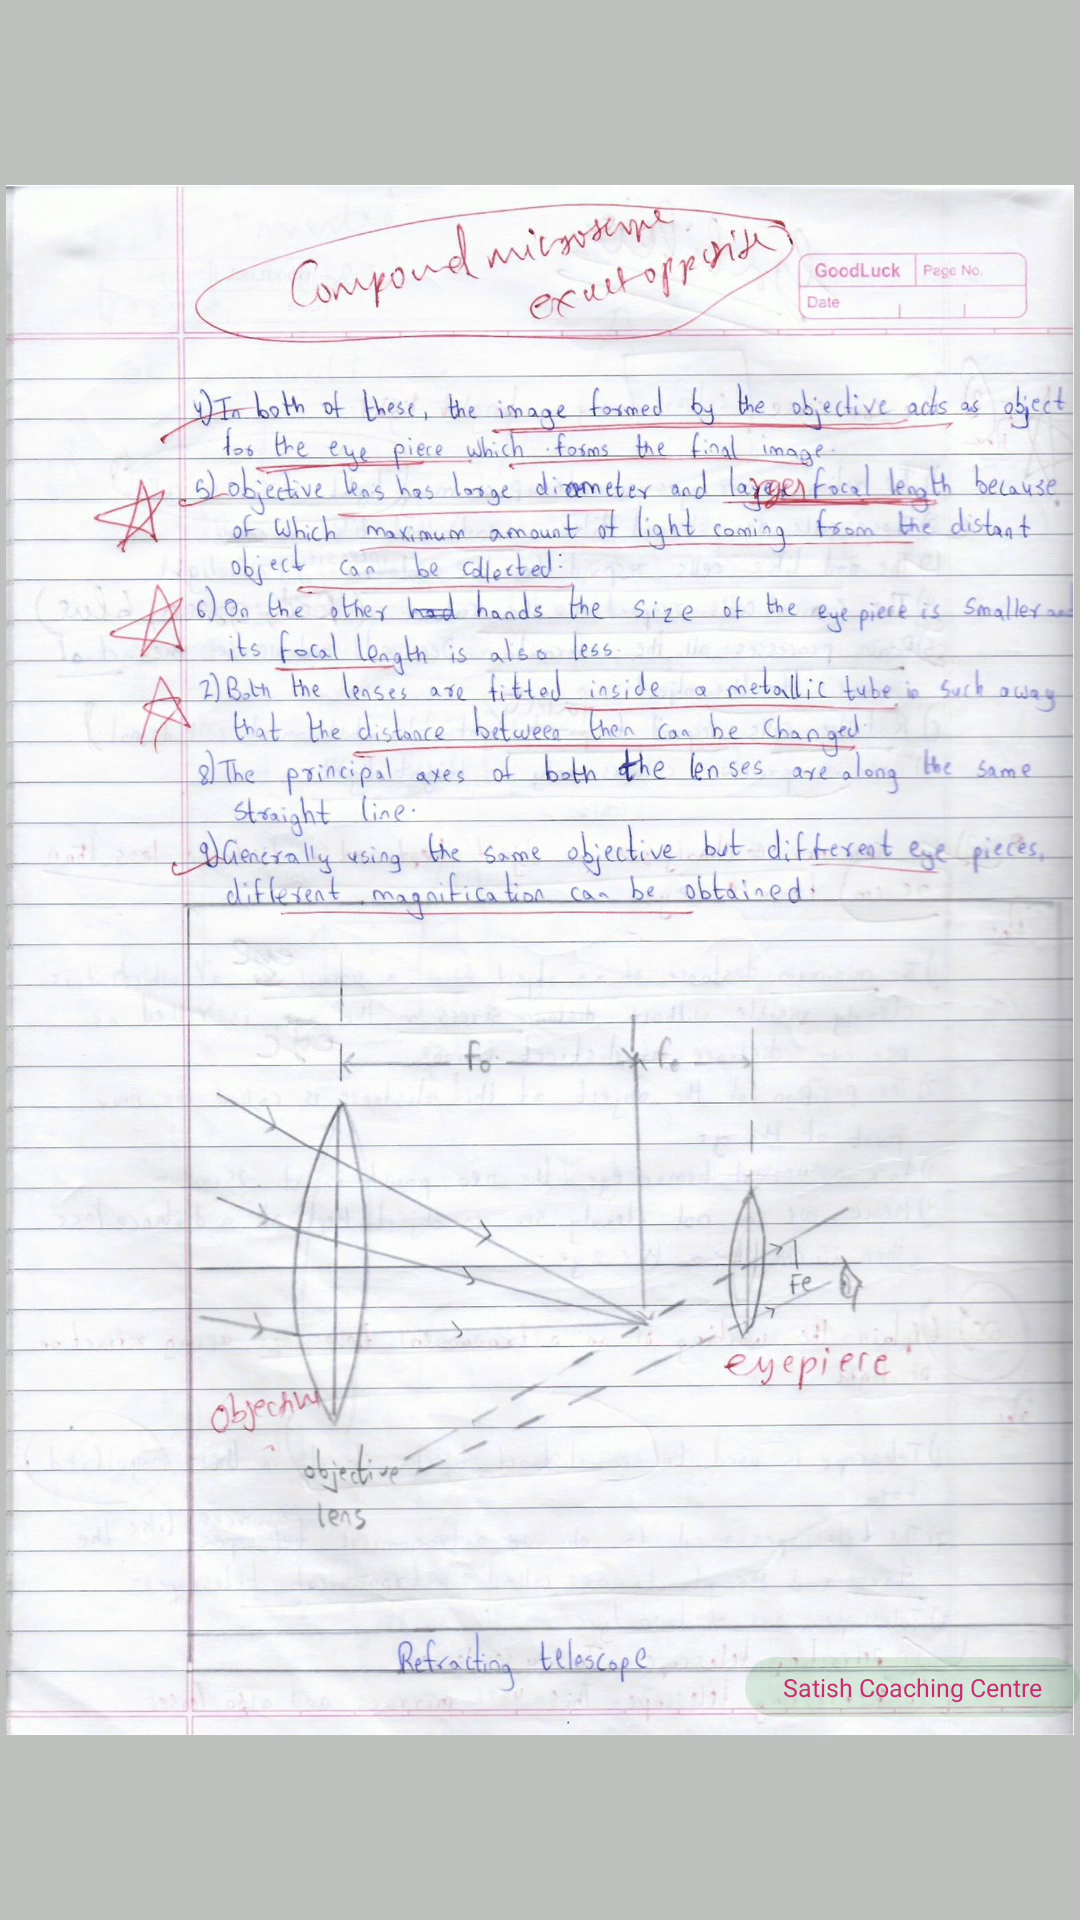 Compound microscope
exact opposite
GoodLuck Page No.
Date
4) In both of these, the image formed by the objective acts as object
for the eye piece which forms the final image.
5) Objective lens has large diameter and larger focal length because
of which maximum amount of light coming from the distant
object can be collected.
6) On the other had hands the size of the eye piece is smaller and
its focal length is also less.
7) Both the lenses are fitted inside a metallic tube in such away
that the distance between then can be changed.
8) The principal axes of both the lenses are along the same
straight line.
9) Generally using the same objective but different eye pieces,
different magnification can be obtained.
fo fe
Fe
eyepiere
Objective
objective
lens
Refracting telescope
Satish Coaching Centre